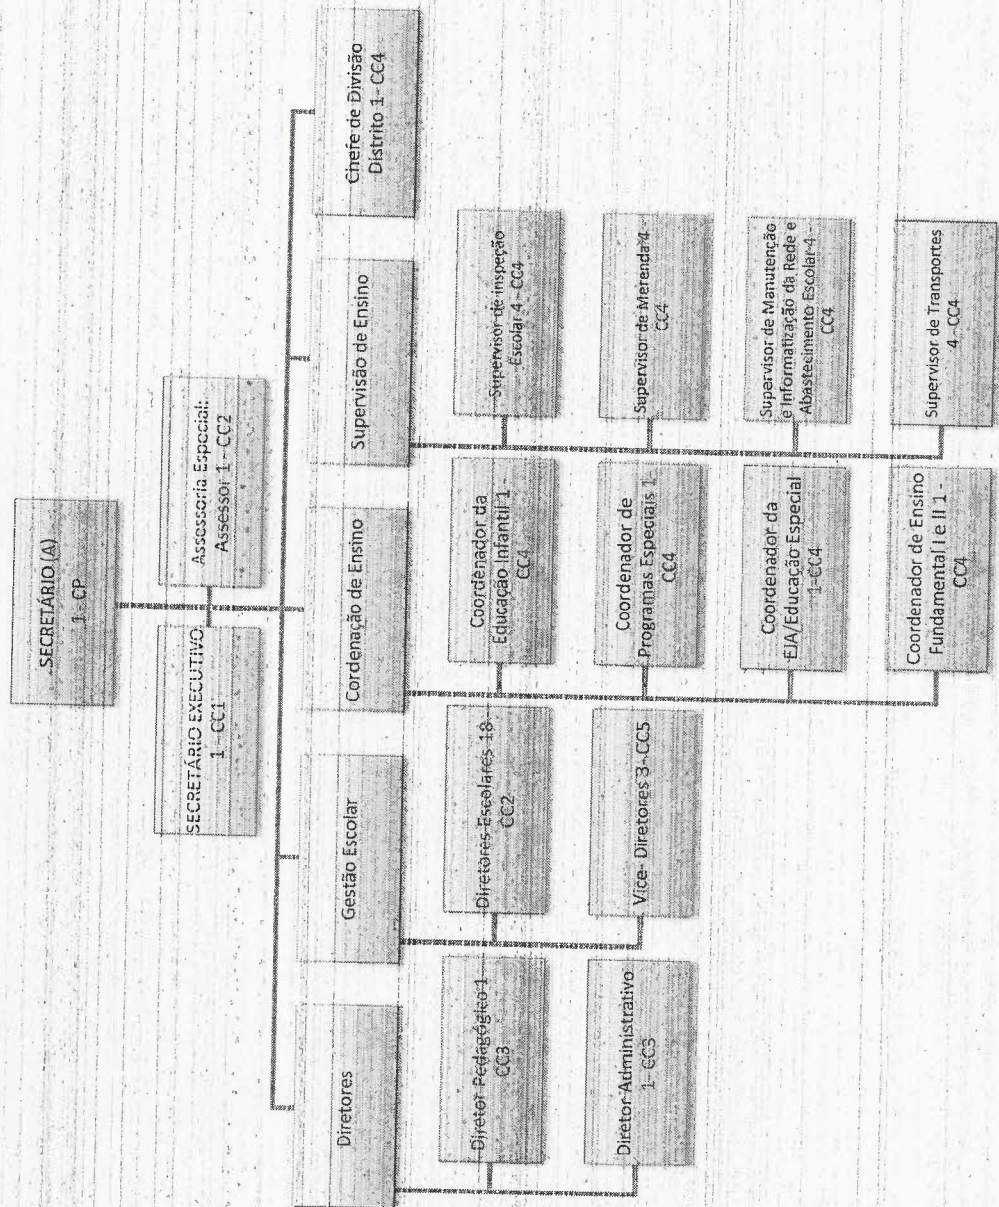 SECRETÁRIO (A)
1 - CP
SECRETÁRIO EXECUTIVO
1 - CC1
Assessoria Especial:
Assessor 1 - CC2
Diretores
Gestão Escolar
Cordenação de Ensino
Supervisão de Ensino
Chefe de Divisão
Distrito 1 - CC4
Diretor Pedagógico 1 -
CC3
Diretor Administrativo
1 - CC3
Diretores Escolares 18 -
CC2
Vice- Diretores 3 -CC5
Coordenador da
Educação Infantil 1 -
CC4
Coordenador de
Programas Especiais 1-
CC4
Coordenador da
EJA/Educação Especial
1 -CC4
Coordenador de Ensino
Fundamental I e II 1 -
CC4
Supervisor de inspeção
Escolar 4 - CC4
Supervisor de Merenda 4
CC4
Supervisor de Manutenção
e Informatização da Rede e
Abastecimento Escolar 4 -
CC4
Supervisor de Transportes
4 -CC4